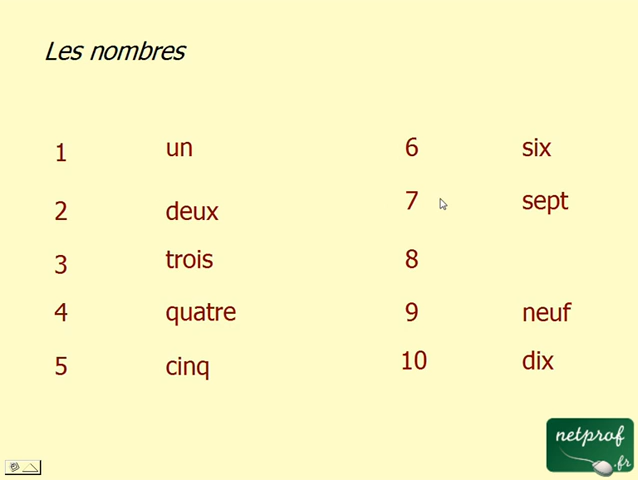 Les nombres
1 un
2 deux
3 trois
4 quatre
5 cinq
6 six
7 sept
8
9 neuf
10 dix
netprof
.fr